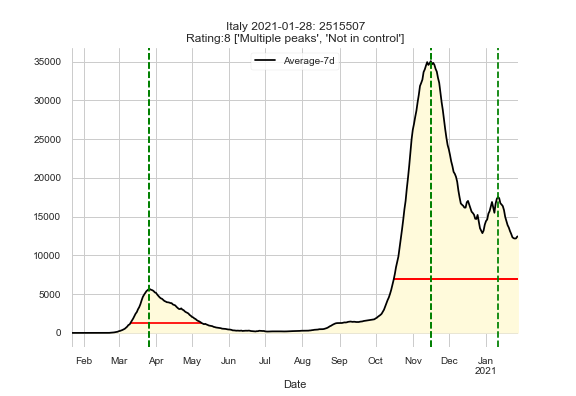 Italy 2021-01-28: 2515507
Rating:8 ['Multiple peaks', 'Not in control']
Average-7d
35000
30000
25000
20000
15000
10000
5000
0
Feb Mar Apr May Jun Jul Aug Sep Oct Nov Dec Jan
2021
Date